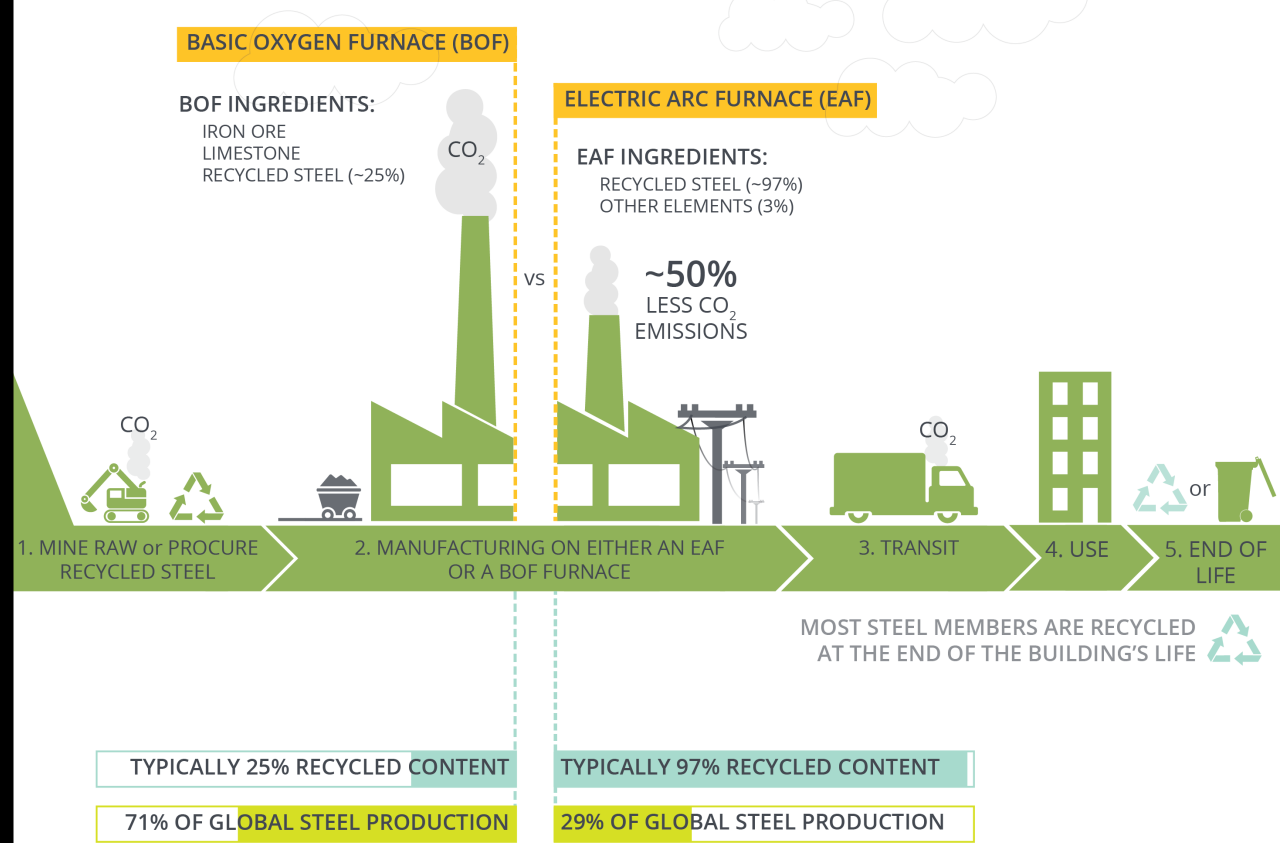 BASIC OXYGEN FURNACE (BOF)
BOF INGREDIENTS:
IRON ORE
LIMESTONE
RECYCLED STEEL (~25%)
CO₂
vs
ELECTRIC ARC FURNACE (EAF)
EAF INGREDIENTS:
RECYCLED STEEL (~97%)
OTHER ELEMENTS (3%)
~50%
LESS CO₂
EMISSIONS
CO₂
CO₂
or
1. MINE RAW or PROCURE
RECYCLED STEEL
2. MANUFACTURING ON EITHER AN EAF
OR A BOF FURNACE
3. TRANSIT
4. USE
5. END OF
LIFE
MOST STEEL MEMBERS ARE RECYCLED
AT THE END OF THE BUILDING’S LIFE
TYPICALLY 25% RECYCLED CONTENT
TYPICALLY 97% RECYCLED CONTENT
71% OF GLOBAL STEEL PRODUCTION
29% OF GLOBAL STEEL PRODUCTION